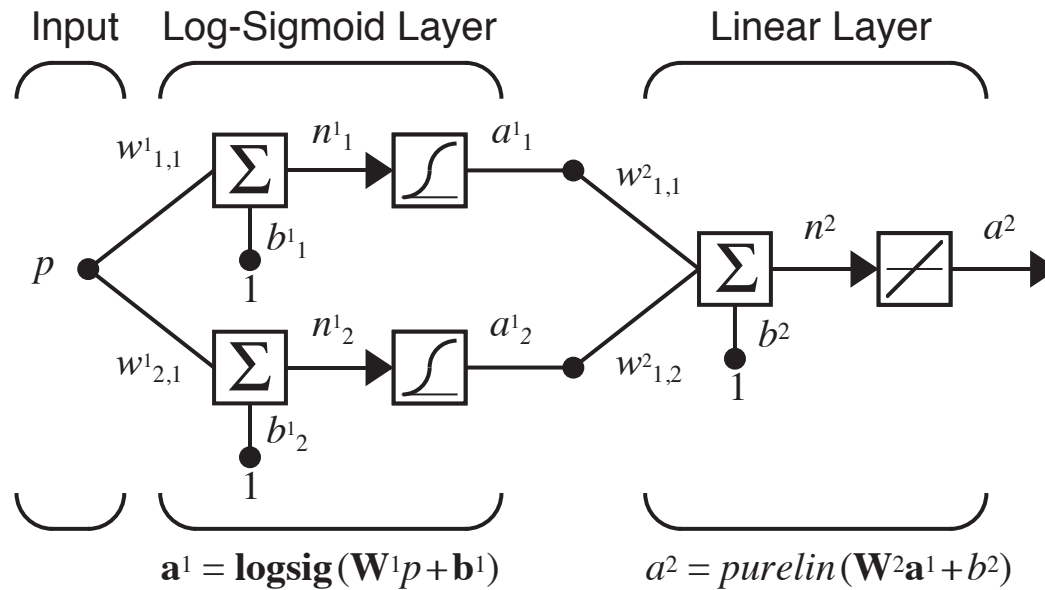 Input Log-Sigmoid Layer Linear Layer
w¹₁,₁ n¹₁ a¹₁ w²₁,₁
Σ
b¹₁
1
p
n² a²
Σ
b²
1
w¹₂,₁ n¹₂ a¹₂ w²₁,₂
Σ
b¹₂
1
a¹ = logsig(W¹p+b¹) a² = purelin(W²a¹+b²)